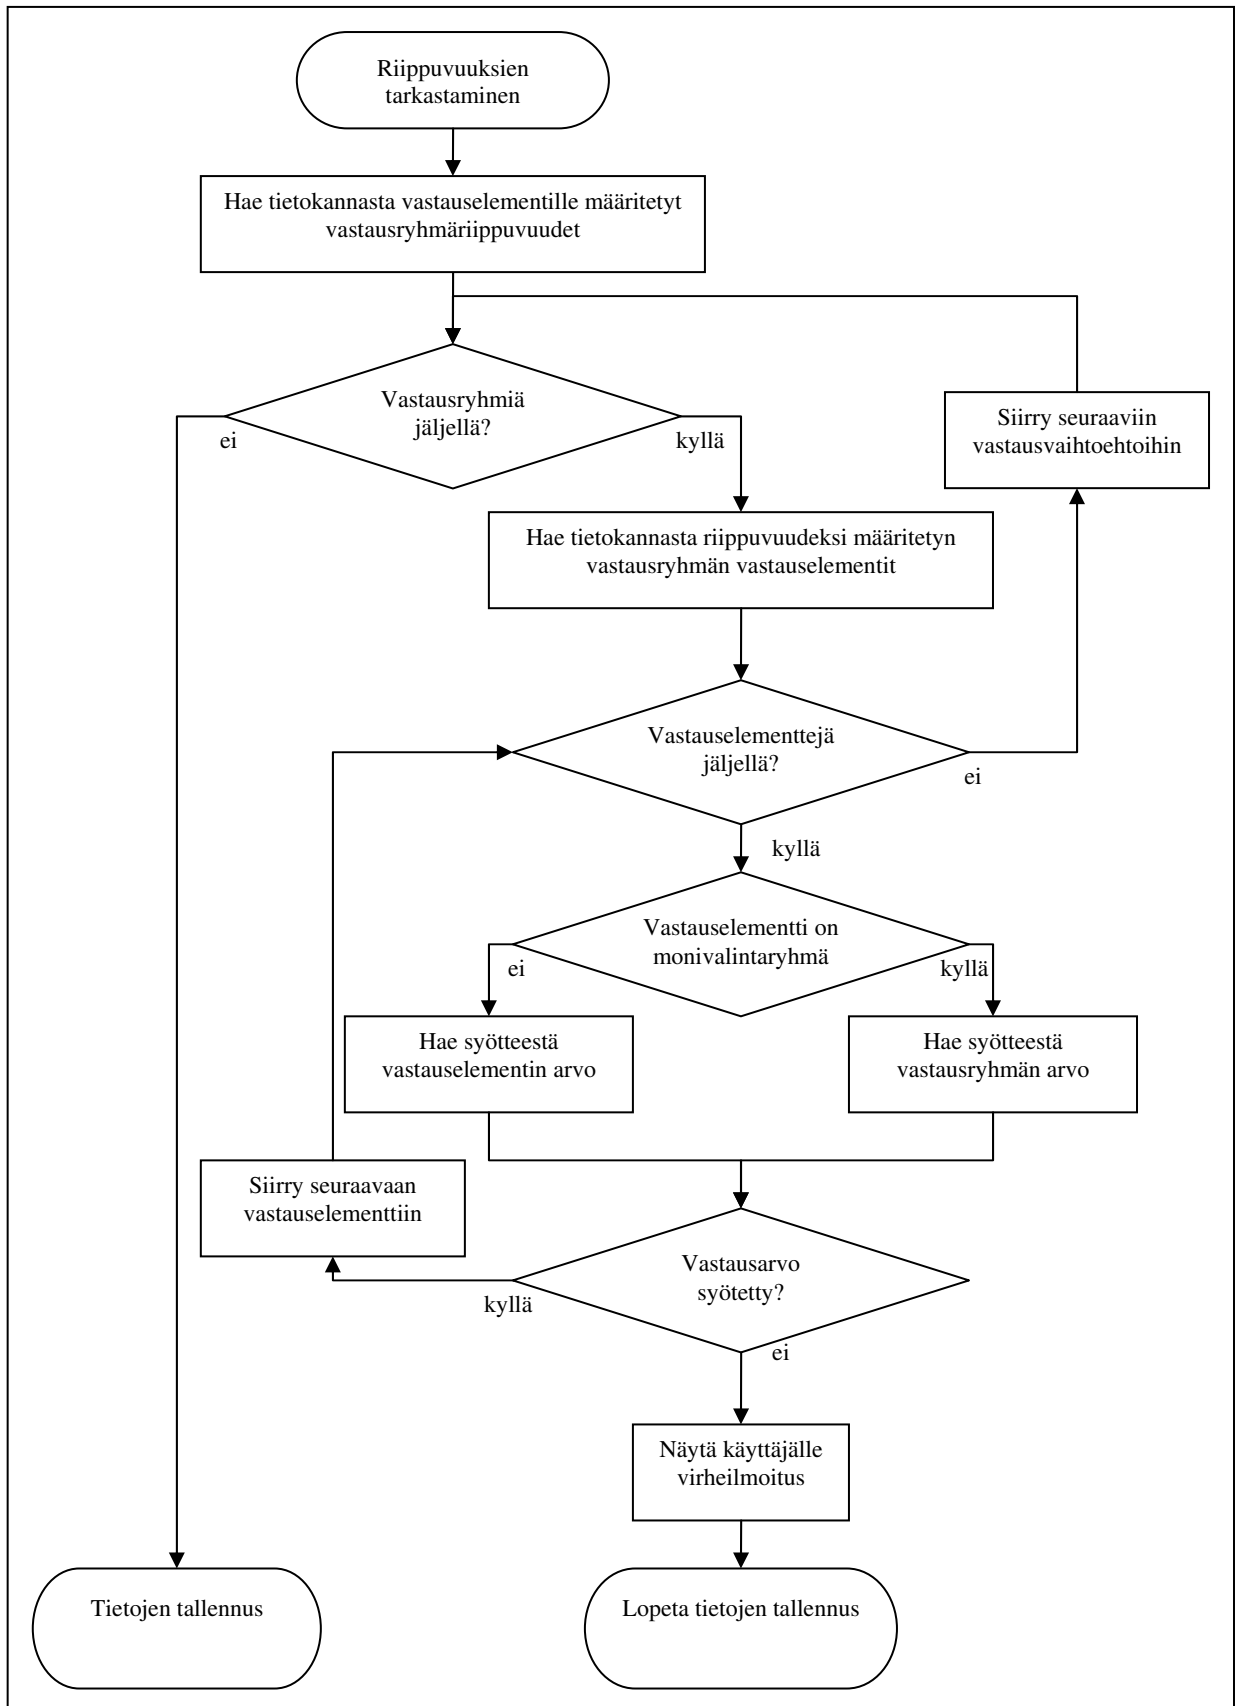 Riippuvuuksien
tarkastaminen
Hae tietokannasta vastauselementille määritetyt
vastausryhmäriippuvuudet
Vastausryhmiä
jäljellä?
ei
kyllä
Siirry seuraaviin
vastausvaihtoehtoihin
Hae tietokannasta riippuvuudeksi määritetyn
vastausryhmän vastauselementit
Vastauselementtejä
jäljellä?
ei
kyllä
Vastauselementti on
monivalintaryhmä
ei
kyllä
Hae syötteestä
vastauselementin arvo
Hae syötteestä
vastausryhmän arvo
Siirry seuraavaan
vastauselementtiin
Vastausarvo
syötetty?
kyllä
ei
Näytä käyttäjälle
virheilmoitus
Tietojen tallennus
Lopeta tietojen tallennus